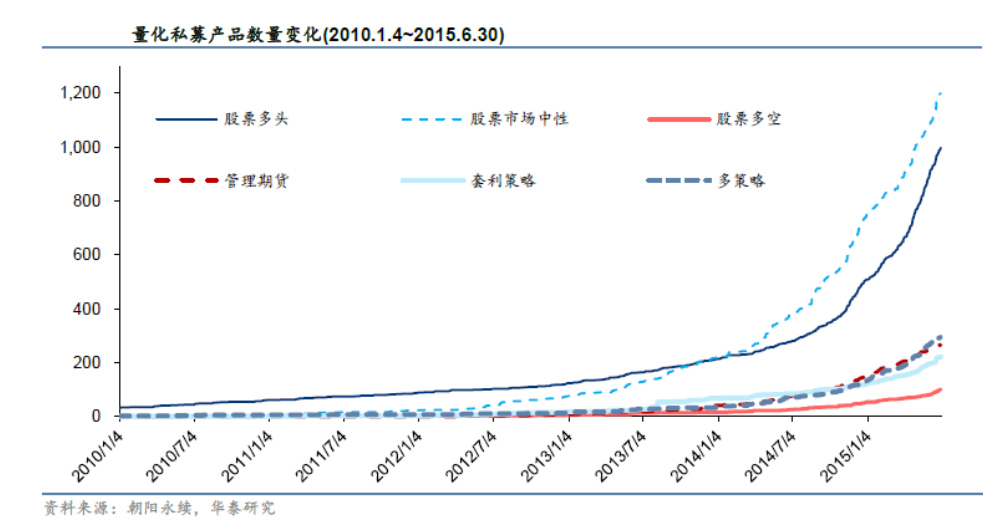 量化私募产品数量变化(2010.1.4~2015.6.30)
1,200
股票多头 股票市场中性 股票多空
1,000
管理期货 套利策略 多策略
800
600
400
200
0
2010/1/4 2010/7/4 2011/1/4 2011/7/4 2012/1/4 2012/7/4 2013/1/4 2013/7/4 2014/1/4 2014/7/4 2015/1/4
资料来源：朝阳永续，华泰研究